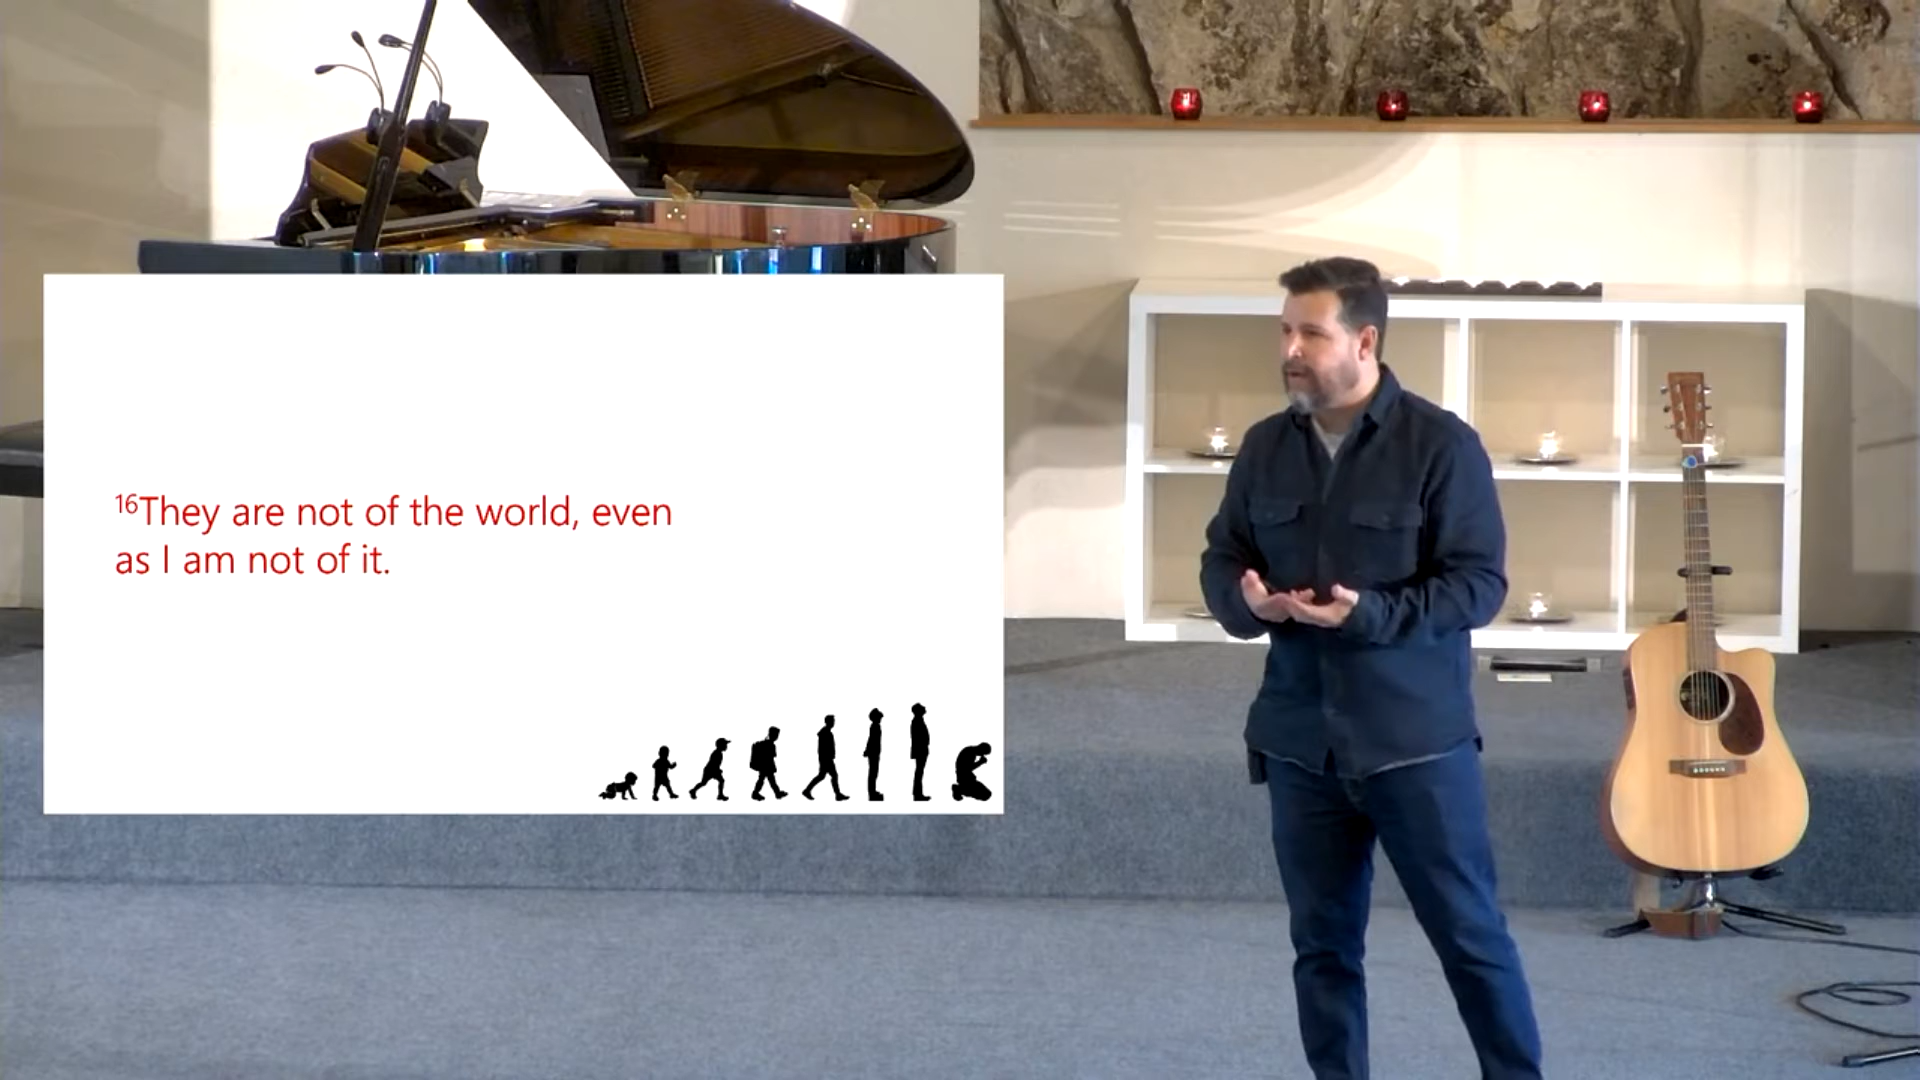 ¹⁶They are not of the world, even
as I am not of it.